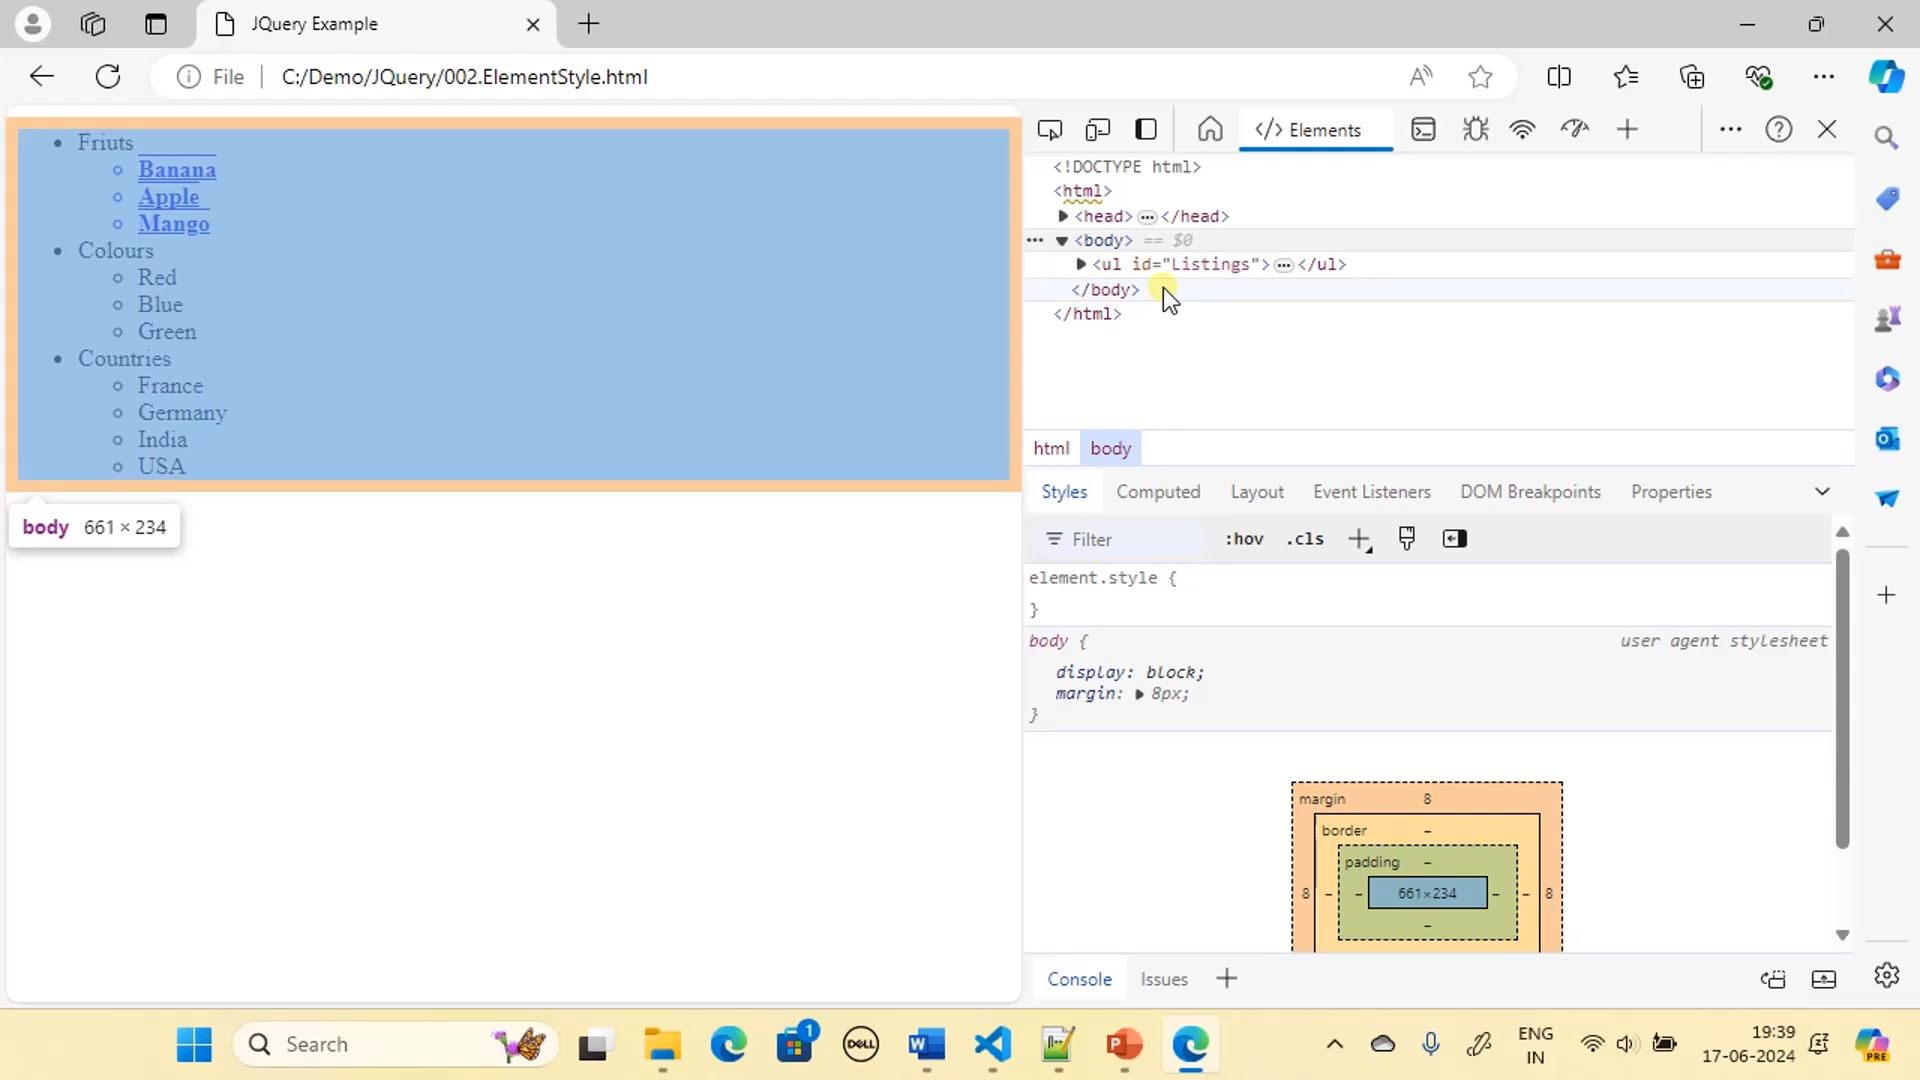 JQuery Example
File
C:/Demo/JQuery/002.ElementStyle.html
Friuts
Banana
Apple
Mango
Colours
Red
Blue
Green
Countries
France
Germany
India
USA
body 661 × 234
</> Elements
<!DOCTYPE html>
<html>
<head> ••• </head>
••• <body> == $0
<ul id="Listings"> ••• </ul>
</body>
</html>
html body
Styles Computed Layout Event Listeners DOM Breakpoints Properties
Filter :hov .cls
element.style {
}
body { user agent stylesheet
display: block;
margin: 8px;
}
margin 8
border –
padding –
8 – – 661×234 – – 8
–
Console Issues
Search
1
DELL
W
P
ENG
IN
19:39
17-06-2024
PRE